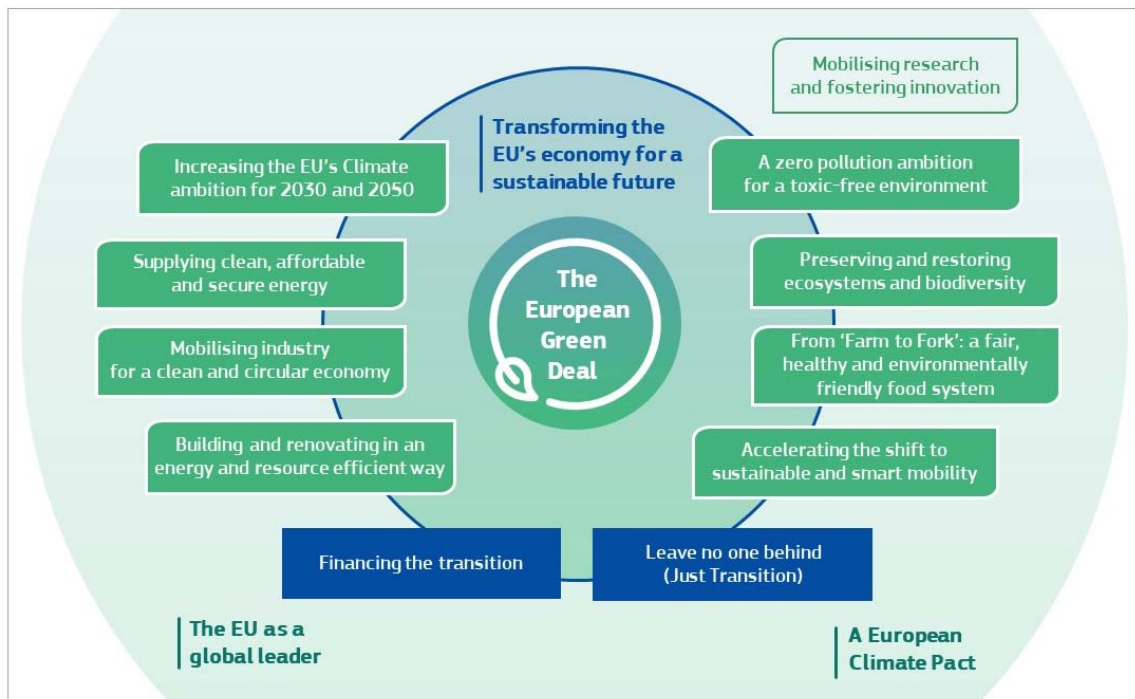 Mobilising research
and fostering innovation
Transforming the
EU's economy for a
sustainable future
Increasing the EU's Climate
ambition for 2030 and 2050
A zero pollution ambition
for a toxic-free environment
Supplying clean, affordable
and secure energy
Preserving and restoring
ecosystems and biodiversity
The
European
Green
Deal
Mobilising industry
for a clean and circular economy
From ‘Farm to Fork’: a fair,
healthy and environmentally
friendly food system
Building and renovating in an
energy and resource efficient way
Accelerating the shift to
sustainable and smart mobility
Financing the transition
Leave no one behind
(Just Transition)
The EU as a
global leader
A European
Climate Pact